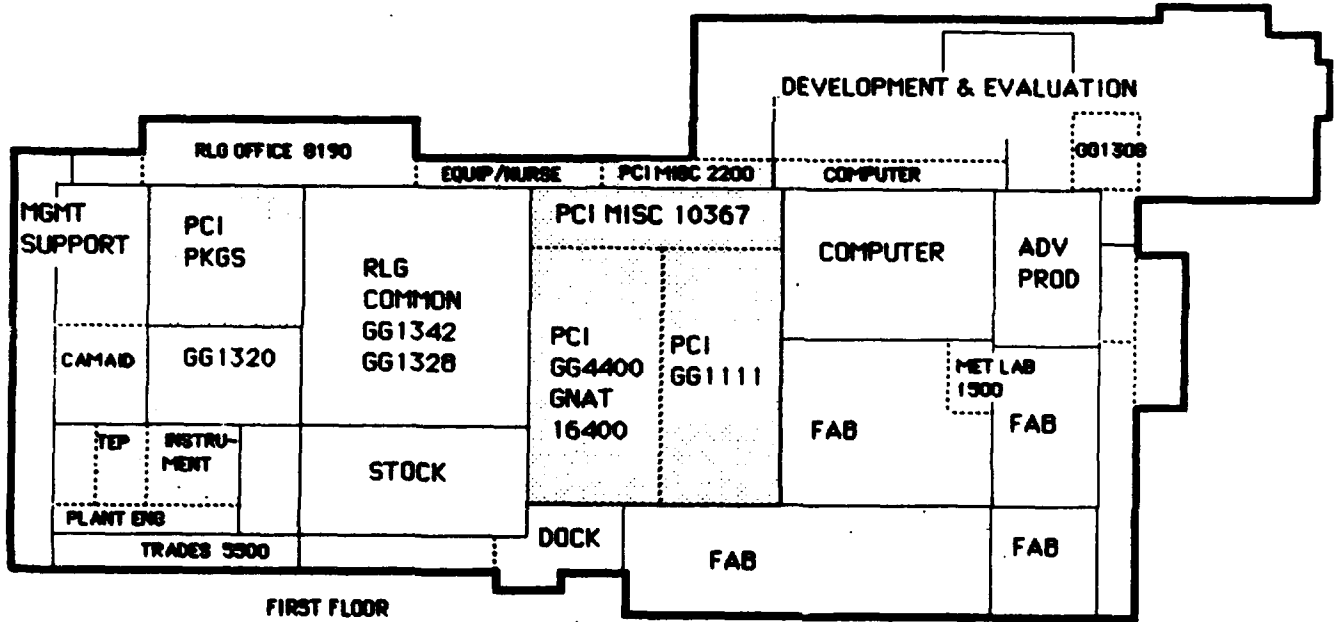 DEVELOPMENT & EVALUATION
RLG OFFICE 8190
GG1308
EQUIP/NURSE
PCI MISC 2200
COMPUTER
MGMT
SUPPORT
PCI
PKGS
PCI MISC 10367
RLG
COMMON
GG1342
GG1328
COMPUTER
ADV
PROD
CAMAID
GG1320
PCI
GG4400
GNAT
16400
PCI
GG1111
MET LAB
1500
FAB
FAB
TEP
INSTRU-
MENT
STOCK
PLANT ENG
TRADES 5500
DOCK
FAB
FAB
FIRST FLOOR